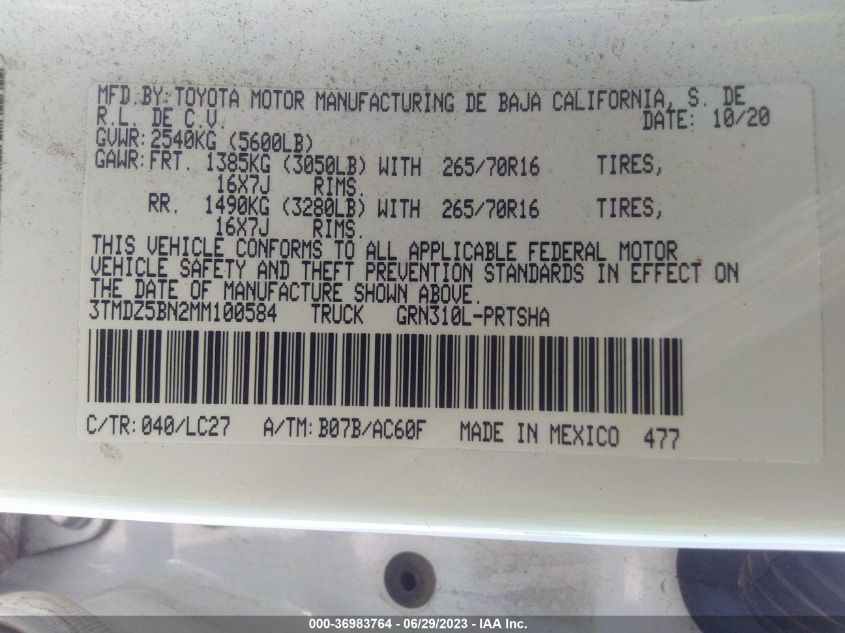 MFD.BY:TOYOTA MOTOR MANUFACTURING DE BAJA CALIFORNIA, S. DE
R.L. DE C.V. DATE: 10/20
GVWR:2540KG (5600LB)
GAWR:FRT. 1385KG (3050LB) WITH 265/70R16 TIRES,
16X7J RIMS.
RR. 1490KG (3280LB) WITH 265/70R16 TIRES,
16X7J RIMS.
THIS VEHICLE CONFORMS TO ALL APPLICABLE FEDERAL MOTOR
VEHICLE SAFETY AND THEFT PREVENTION STANDARDS IN EFFECT ON
THE DATE OF MANUFACTURE SHOWN ABOVE.
3TMDZ5BN2MM100584 TRUCK GRN310L-PRTSHA
C/TR:040/LC27 A/TM:B07B/AC60F MADE IN MEXICO 477
000-36983764 - 06/29/2023 - IAA Inc.